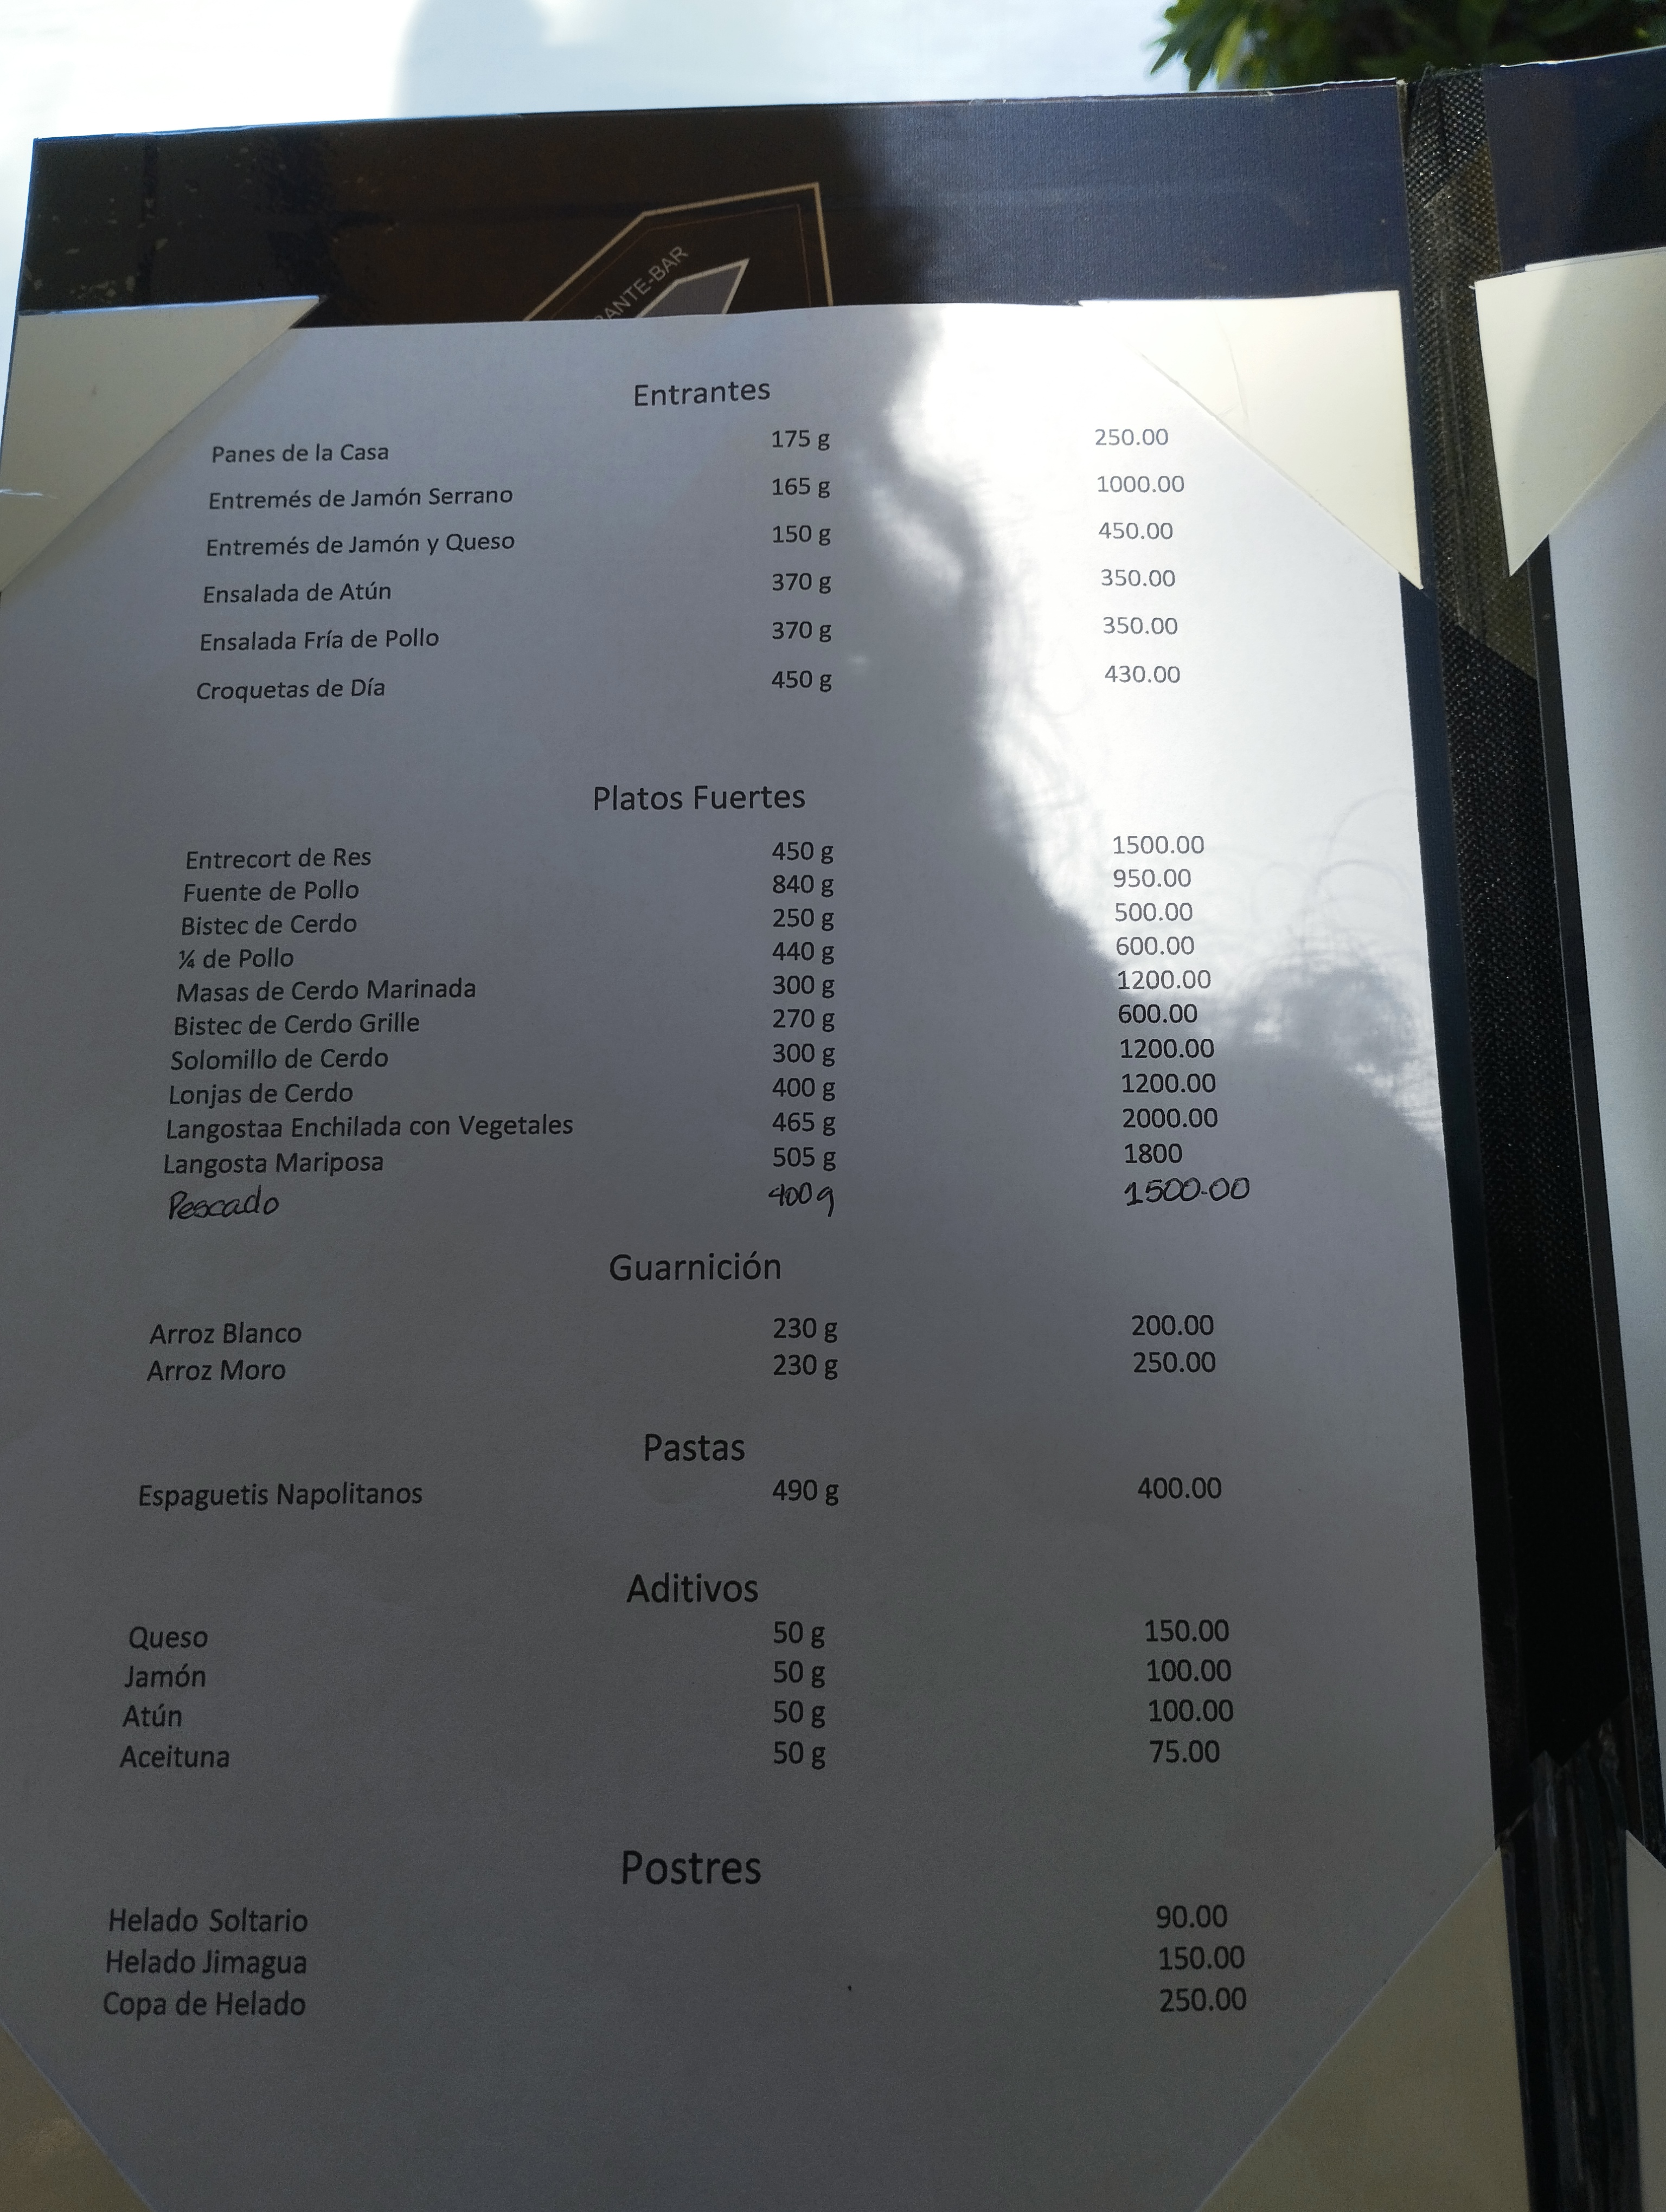 ANTE-BAR
Entrantes
Panes de la Casa 175 g 250.00
Entremés de Jamón Serrano 165 g 1000.00
Entremés de Jamón y Queso 150 g 450.00
Ensalada de Atún 370 g 350.00
Ensalada Fría de Pollo 370 g 350.00
Croquetas de Día 450 g 430.00
Platos Fuertes
Entrecort de Res 450 g 1500.00
Fuente de Pollo 840 g 950.00
Bistec de Cerdo 250 g 500.00
¼ de Pollo 440 g 600.00
Masas de Cerdo Marinada 300 g 1200.00
Bistec de Cerdo Grille 270 g 600.00
Solomillo de Cerdo 300 g 1200.00
Lonjas de Cerdo 400 g 1200.00
Langostaa Enchilada con Vegetales 465 g 2000.00
Langosta Mariposa 505 g 1800
Pescado 400g 1500-00
Guarnición
Arroz Blanco 230 g 200.00
Arroz Moro 230 g 250.00
Pastas
Espaguetis Napolitanos 490 g 400.00
Aditivos
Queso 50 g 150.00
Jamón 50 g 100.00
Atún 50 g 100.00
Aceituna 50 g 75.00
Postres
Helado Soltario 90.00
Helado Jimagua 150.00
Copa de Helado 250.00